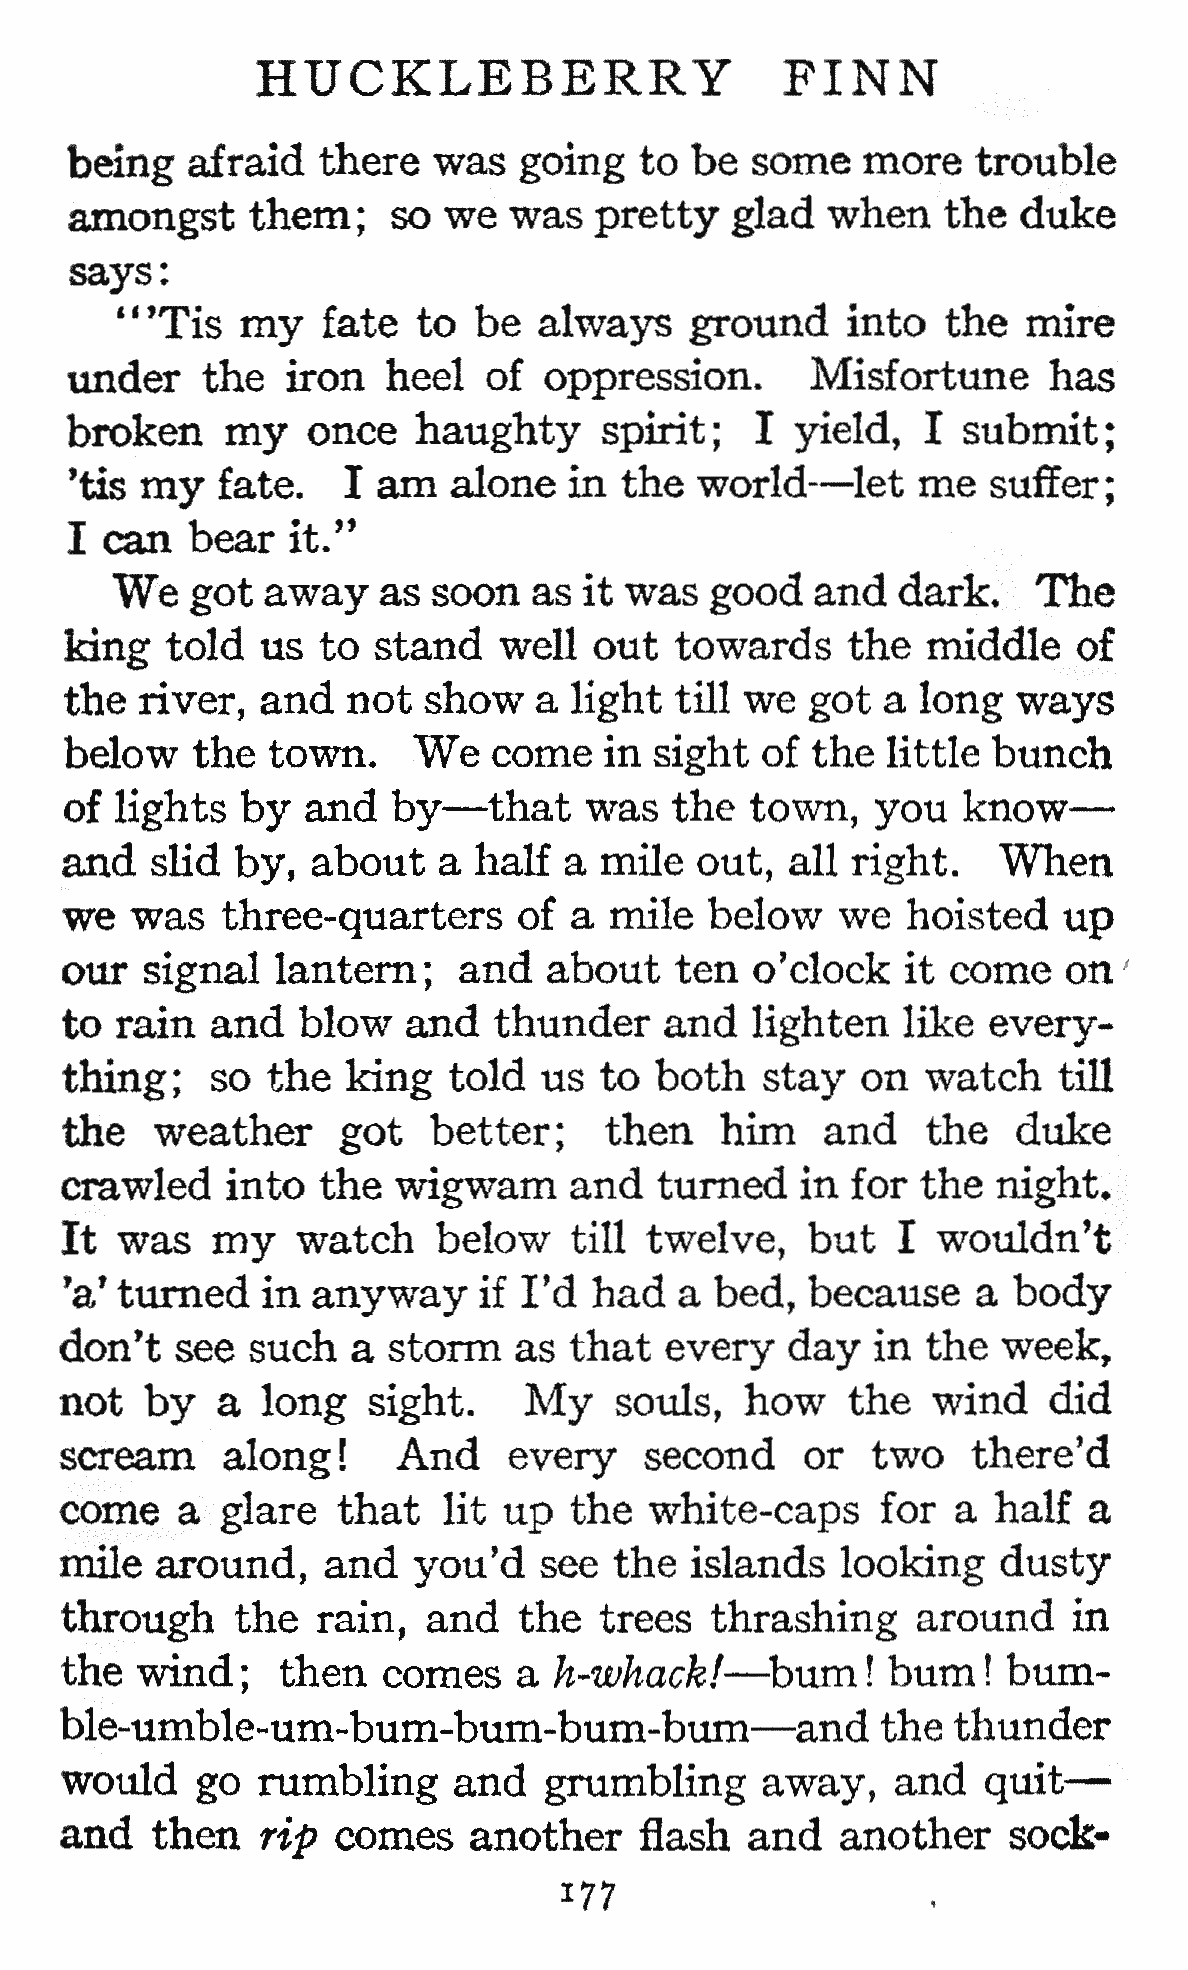 HUCKLEBERRY FINN
being afraid there was going to be some more trouble
amongst them; so we was pretty glad when the duke
says:
"'Tis my fate to be always ground into the mire
under the iron heel of oppression. Misfortune has
broken my once haughty spirit; I yield, I submit;
'tis my fate. I am alone in the world—let me suffer;
I can bear it."
We got away as soon as it was good and dark. The
king told us to stand well out towards the middle of
the river, and not show a light till we got a long ways
below the town. We come in sight of the little bunch
of lights by and by—that was the town, you know—
and slid by, about a half a mile out, all right. When
we was three-quarters of a mile below we hoisted up
our signal lantern; and about ten o'clock it come on
to rain and blow and thunder and lighten like every-
thing; so the king told us to both stay on watch till
the weather got better; then him and the duke
crawled into the wigwam and turned in for the night.
It was my watch below till twelve, but I wouldn't
'a' turned in anyway if I'd had a bed, because a body
don't see such a storm as that every day in the week,
not by a long sight. My souls, how the wind did
scream along! And every second or two there'd
come a glare that lit up the white-caps for a half a
mile around, and you'd see the islands looking dusty
through the rain, and the trees thrashing around in
the wind; then comes a h-whack!—bum! bum! bum-
ble-umble-um-bum-bum-bum-bum—and the thunder
would go rumbling and grumbling away, and quit—
and then rip comes another flash and another sock-
177